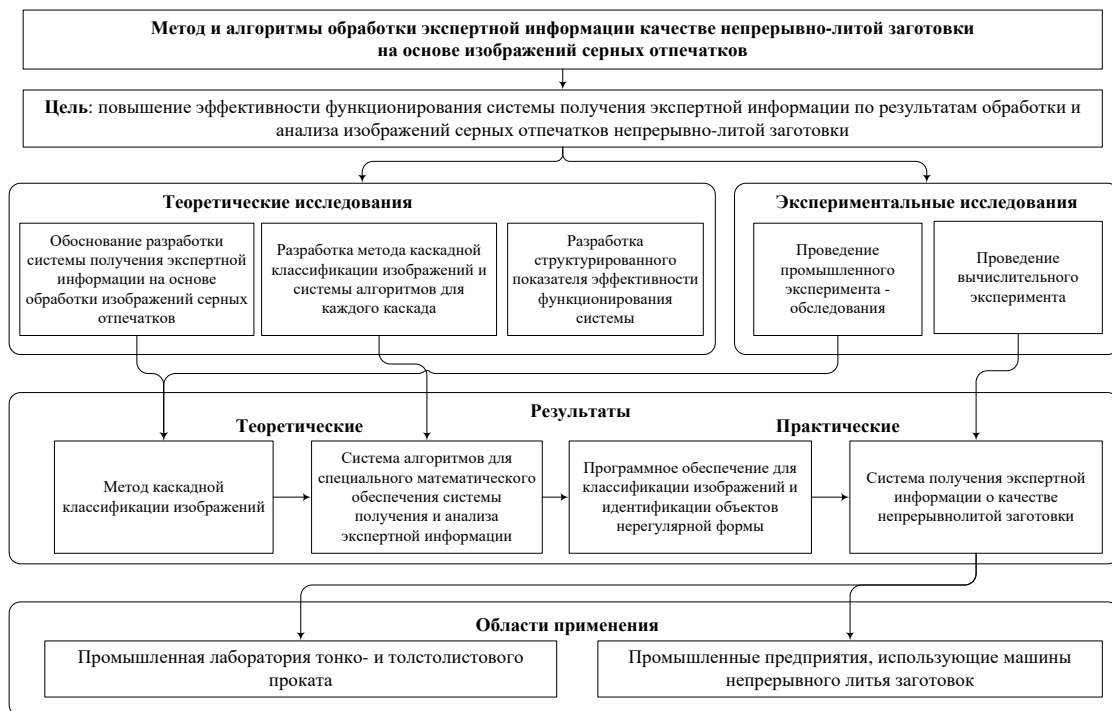 Метод и алгоритмы обработки экспертной информации качестве непрерывно-литой заготовки
на основе изображений серных отпечатков
Цель: повышение эффективности функционирования системы получения экспертной информации по результатам обработки и
анализа изображений серных отпечатков непрерывно-литой заготовки
Теоретические исследования
Обоснование разработки
системы получения экспертной
информации на основе
обработки изображений серных
отпечатков
Разработка метода каскадной
классификации изображений и
системы алгоритмов для
каждого каскада
Разработка
структурированного
показателя эффективности
функционирования
системы
Экспериментальные исследования
Проведение
промышленного
эксперимента -
обследования
Проведение
вычислительного
эксперимента
Результаты
Теоретические
Практические
Метод каскадной
классификации изображений
Система алгоритмов для
специального математического
обеспечения системы
получения и анализа
экспертной информации
Программное обеспечение для
классификации изображений и
идентификации объектов
нерегулярной формы
Система получения экспертной
информации о качестве
непрерывнолитой заготовки
Области применения
Промышленная лаборатория тонко- и толстолистового
проката
Промышленные предприятия, использующие машины
непрерывного литья заготовок